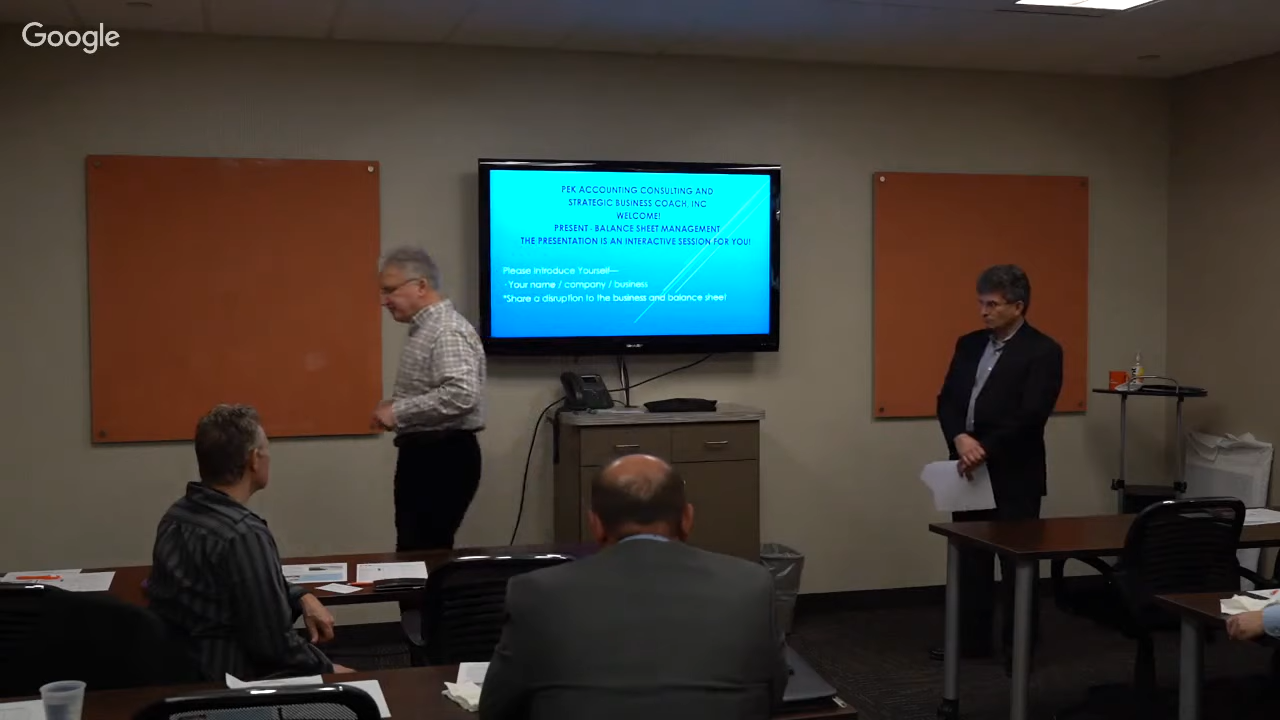 Google
PEK ACCOUNTING CONSULTING AND
STRATEGIC BUSINESS COACH, INC
WELCOME!
PRESENT - BALANCE SHEET MANAGEMENT
THE PRESENTATION IS AN INTERACTIVE SESSION FOR YOU!
Please Introduce Yourself—
-Your name / company / business
*Share a disruption to the business and balance sheet